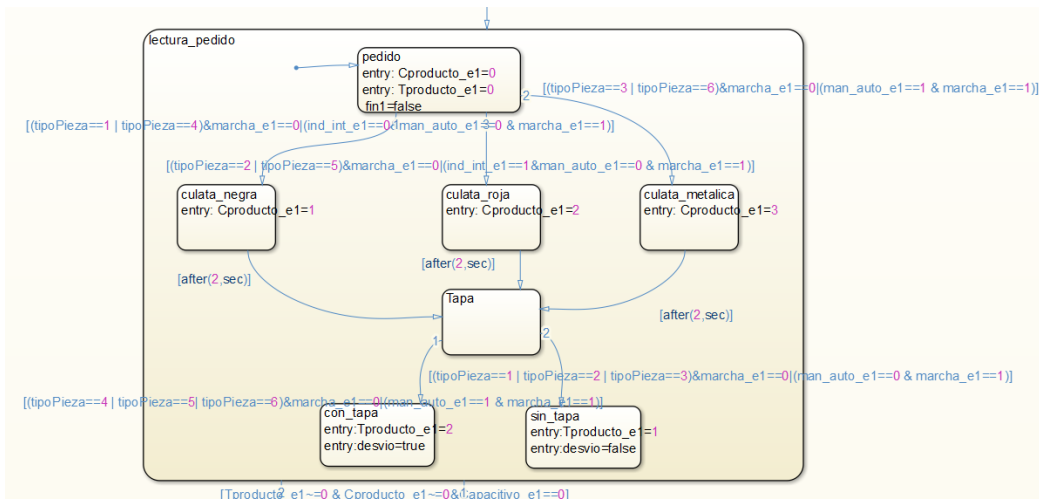 lectura_pedido
pedido
entry: Cproducto_e1=0
entry: Tproducto_e1=0
fin1=false
2
[(tipoPieza==3 | tipoPieza==6)&marcha_e1==0|(man_auto_e1==1 & marcha_e1==1)]
[(tipoPieza==1 | tipoPieza==4)&marcha_e1==0|(ind_int_e1==0&man_auto_e1==0 & marcha_e1==1)]
3
[(tipoPieza==2 | tipoPieza==5)&marcha_e1==0|(ind_int_e1==1&man_auto_e1==0 & marcha_e1==1)]
culata_negra
entry: Cproducto_e1=1
culata_roja
entry: Cproducto_e1=2
culata_metalica
entry: Cproducto_e1=3
[after(2,sec)]
[after(2,sec)]
[after(2,sec)]
Tapa
1
2
[(tipoPieza==1 | tipoPieza==2 | tipoPieza==3)&marcha_e1==0|(man_auto_e1==0 & marcha_e1==1)]
[(tipoPieza==4 | tipoPieza==5| tipoPieza==6)&marcha_e1==0|(man_auto_e1==1 & marcha_e1==1)]
con_tapa
entry:Tproducto_e1=2
entry:desvio=true
sin_tapa
entry:Tproducto_e1=1
entry:desvio=false
2
1
[Tproducto_e1~=0 & Cproducto_e1~=0&Capacitivo_e1==0]